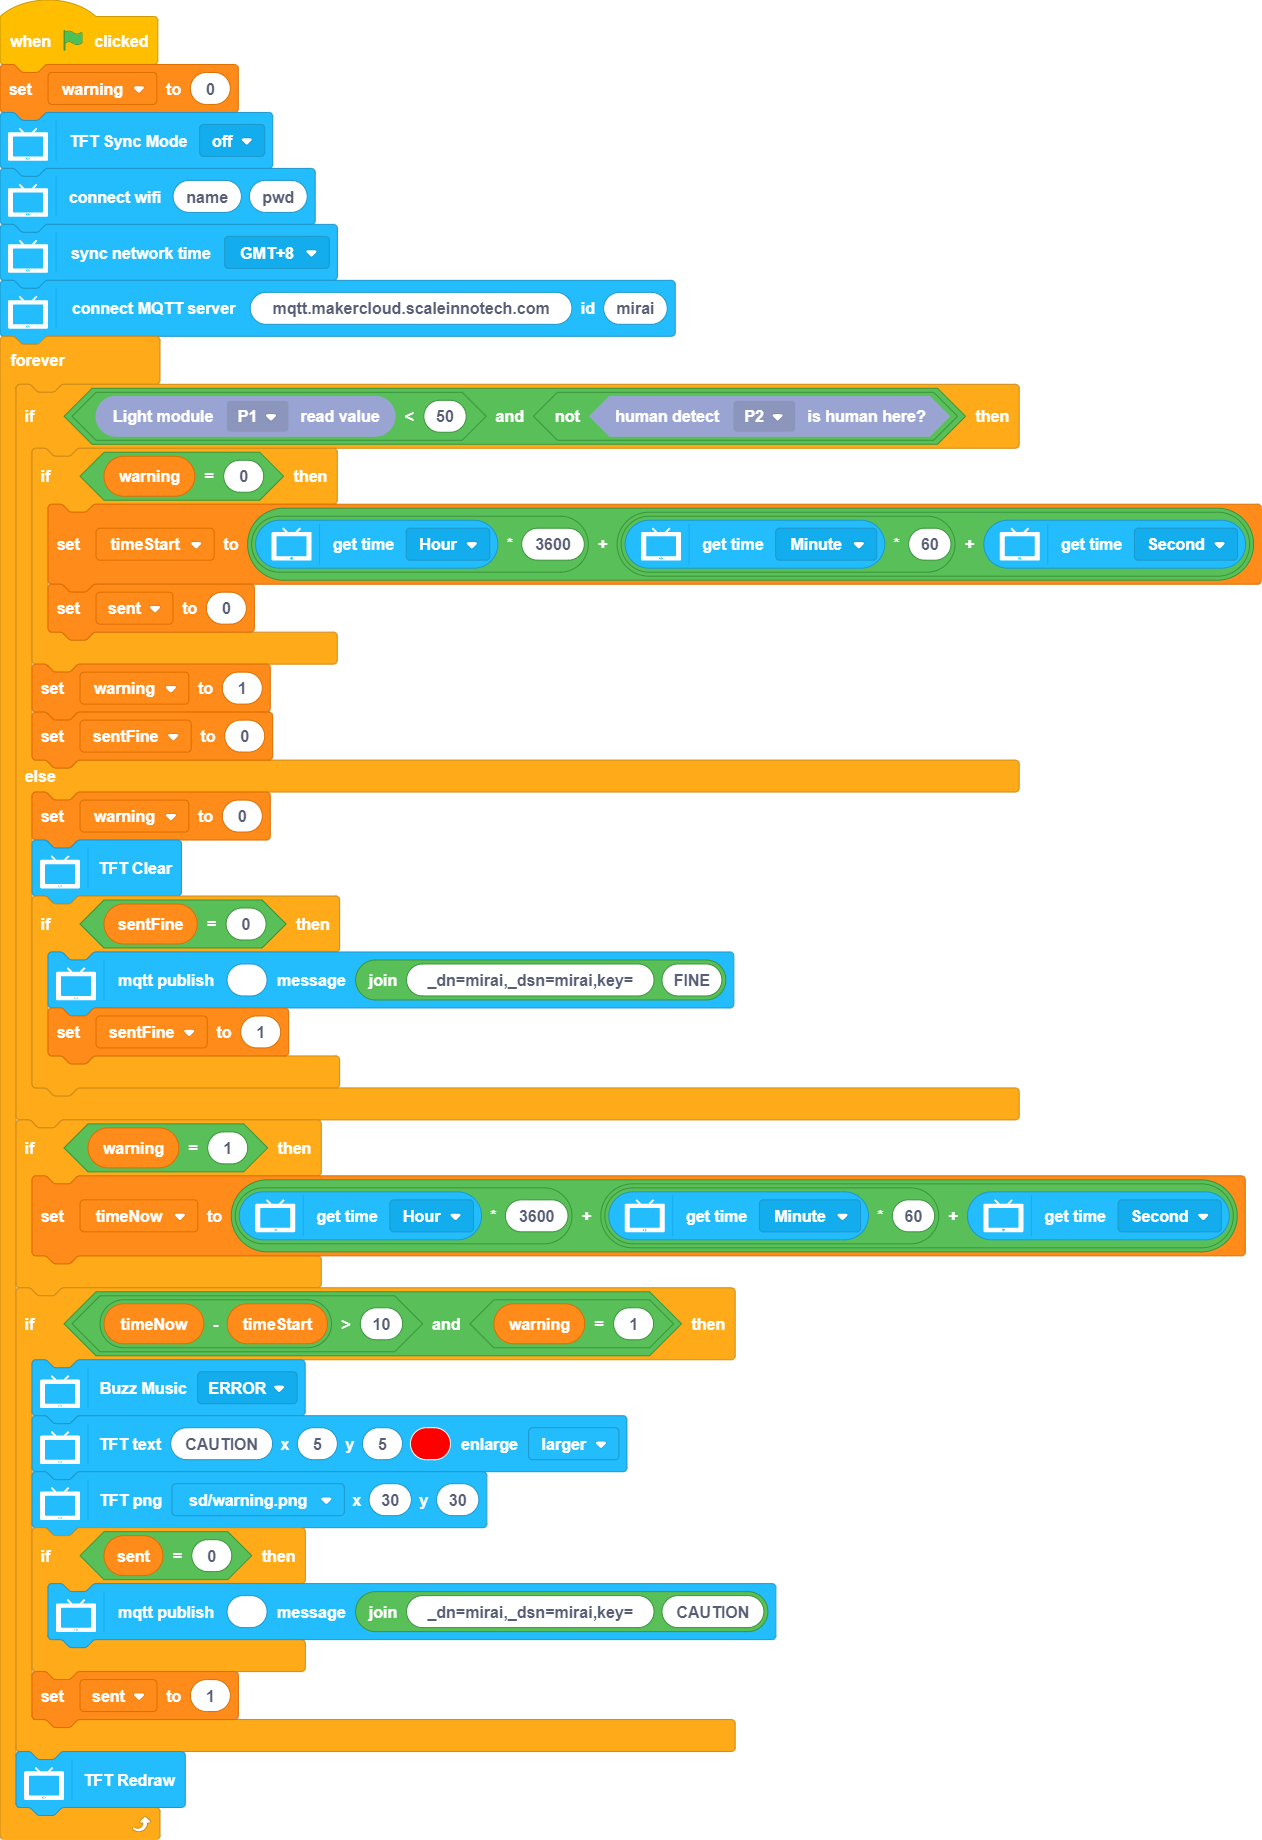 when clicked
set warning to 0
TFT Sync Mode off
connect wifi name pwd
sync network time GMT+8
connect MQTT server mqtt.makercloud.scaleinnotech.com id mirai
forever
if Light module P1 read value < 50 and not human detect P2 is human here? then
if warning = 0 then
set timeStart to get time Hour * 3600 + get time Minute * 60 + get time Second
set sent to 0
set warning to 1
set sentFine to 0
else
set warning to 0
TFT Clear
if sentFine = 0 then
mqtt publish message join _dn=mirai,_dsn=mirai,key= FINE
set sentFine to 1
if warning = 1 then
set timeNow to get time Hour * 3600 + get time Minute * 60 + get time Second
if timeNow - timeStart > 10 and warning = 1 then
Buzz Music ERROR
TFT text CAUTION x 5 y 5 enlarge larger
TFT png sd/warning.png x 30 y 30
if sent = 0 then
mqtt publish message join _dn=mirai,_dsn=mirai,key= CAUTION
set sent to 1
TFT Redraw